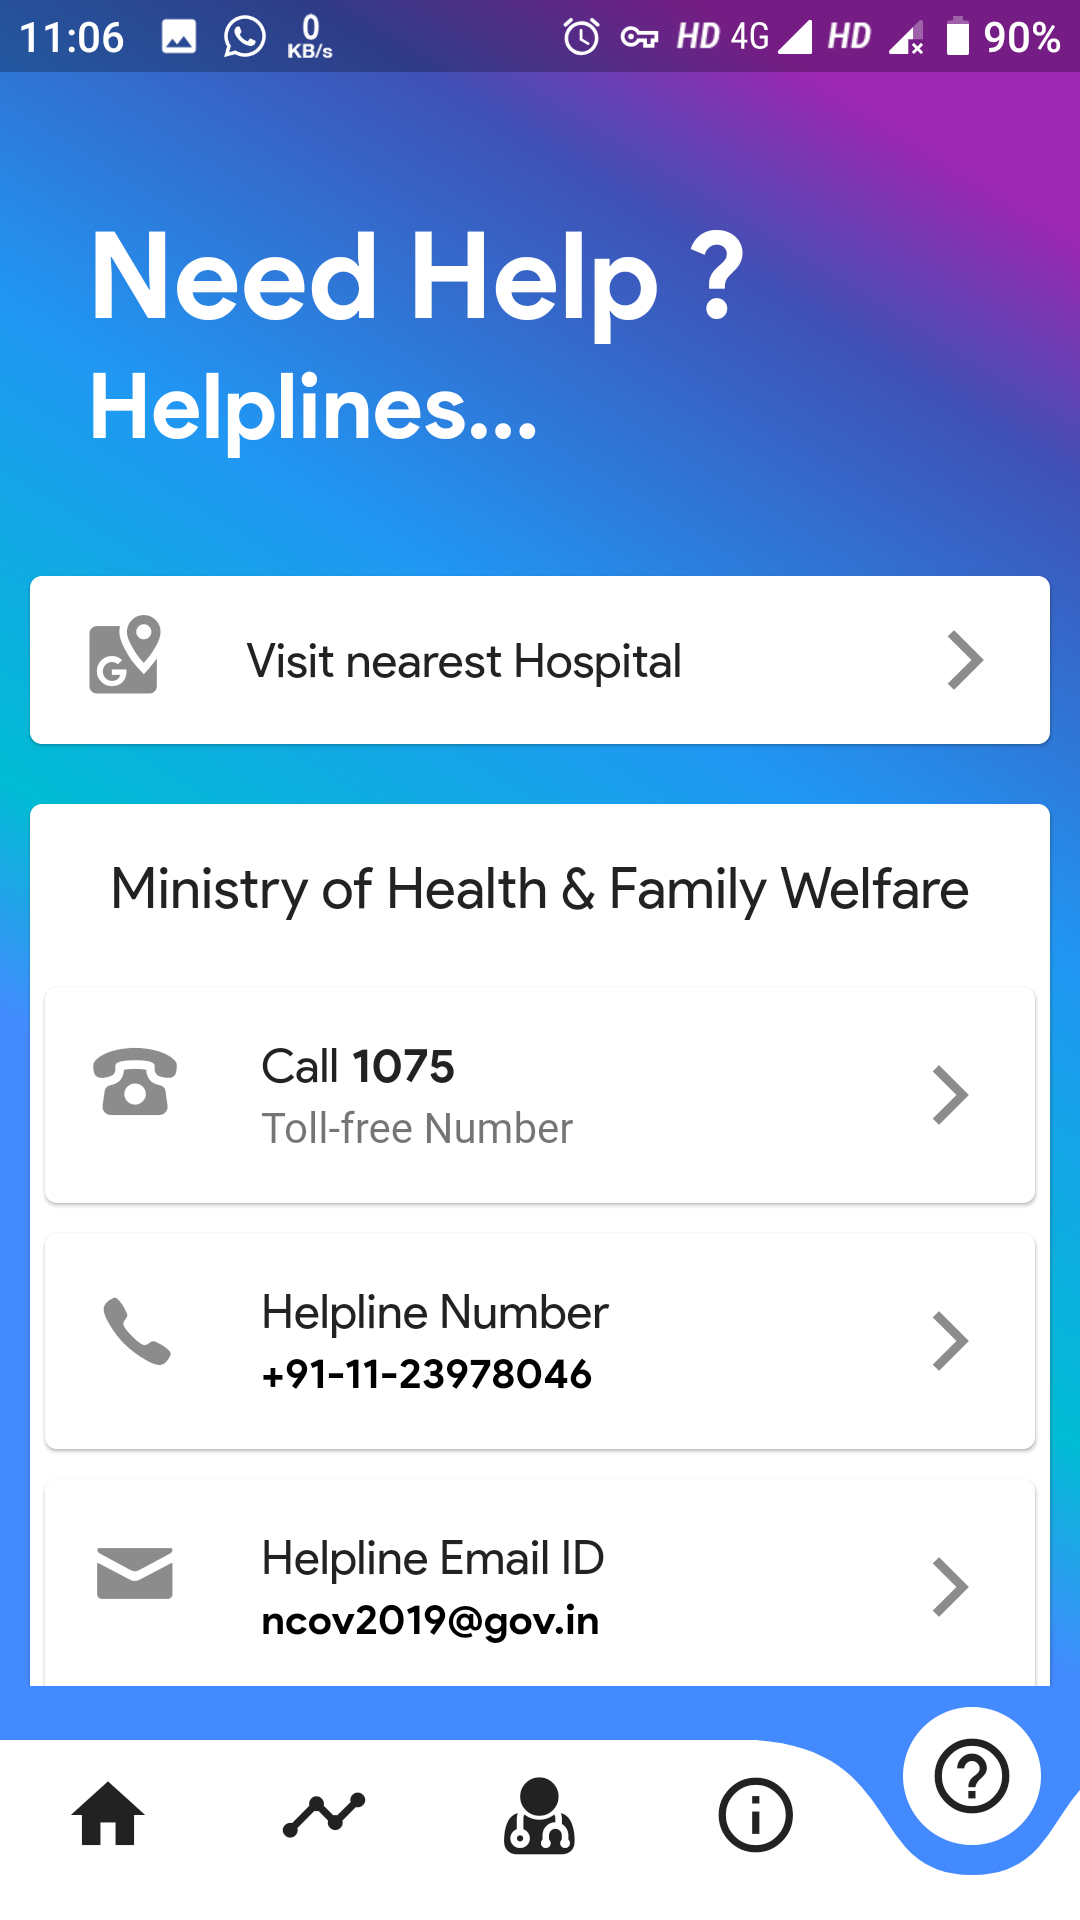 11:06 0 KB/s HD 4G HD 90%
Need Help ?
Helplines...
G Visit nearest Hospital
Ministry of Health & Family Welfare
Call 1075
Toll-free Number
Helpline Number
+91-11-23978046
Helpline Email ID
ncov2019@gov.in